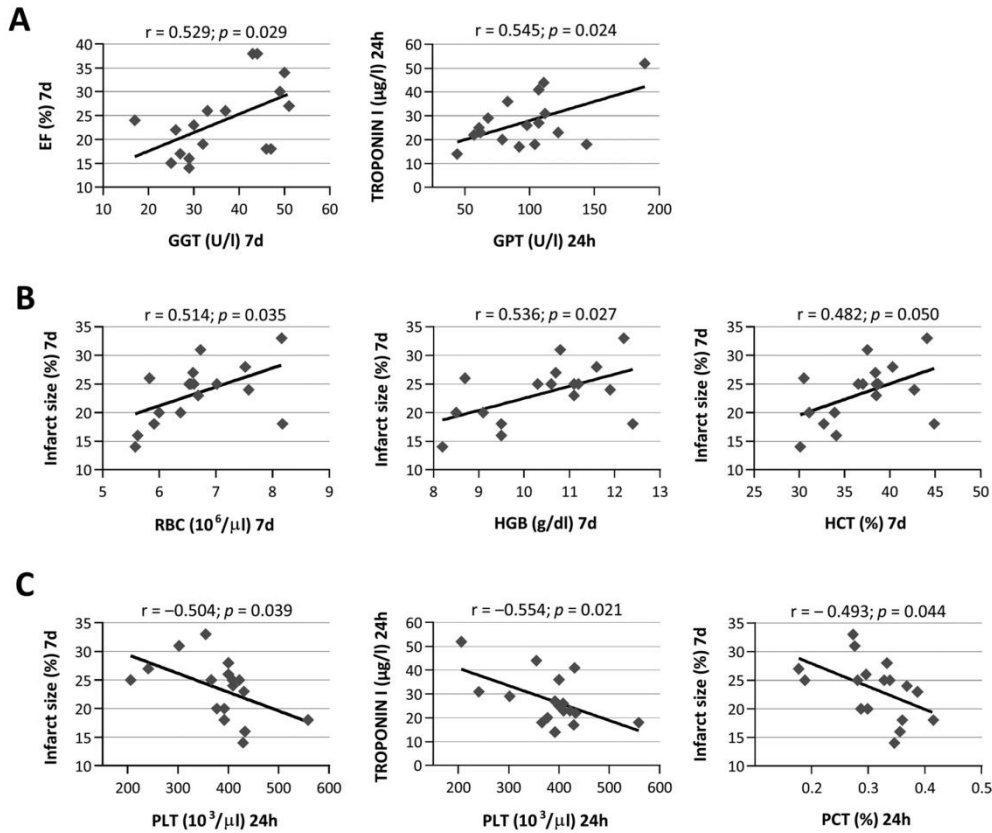 A
r = 0.529; p = 0.029
EF (%) 7d
40
35
30
25
20
15
10
10 20 30 40 50 60
GGT (U/l) 7d
r = 0.545; p = 0.024
TROPONIN I (µg/l) 24h
60
50
40
30
20
10
0
50 100 150 200
GPT (U/l) 24h
B
r = 0.514; p = 0.035
Infarct size (%) 7d
35
30
25
20
15
10
5 6 7 8 9
RBC (10⁶/µl) 7d
r = 0.536; p = 0.027
Infarct size (%) 7d
35
30
25
20
15
10
8 9 10 11 12 13
HGB (g/dl) 7d
r = 0.482; p = 0.050
Infarct size (%) 7d
35
30
25
20
15
10
25 30 35 40 45 50
HCT (%) 7d
C
r = −0.504; p = 0.039
Infarct size (%) 7d
35
30
25
20
15
10
200 300 400 500 600
PLT (10³/µl) 24h
r = −0.554; p = 0.021
TROPONIN I (µg/l) 24h
60
50
40
30
20
10
0
200 300 400 500 600
PLT (10³/µl) 24h
r = − 0.493; p = 0.044
Infarct size (%) 7d
35
30
25
20
15
10
0.2 0.3 0.4 0.5
PCT (%) 24h